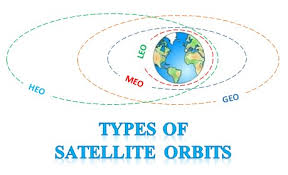 LEO
MEO
HEO
GEO
TYPES OF
SATELLITE ORBITS